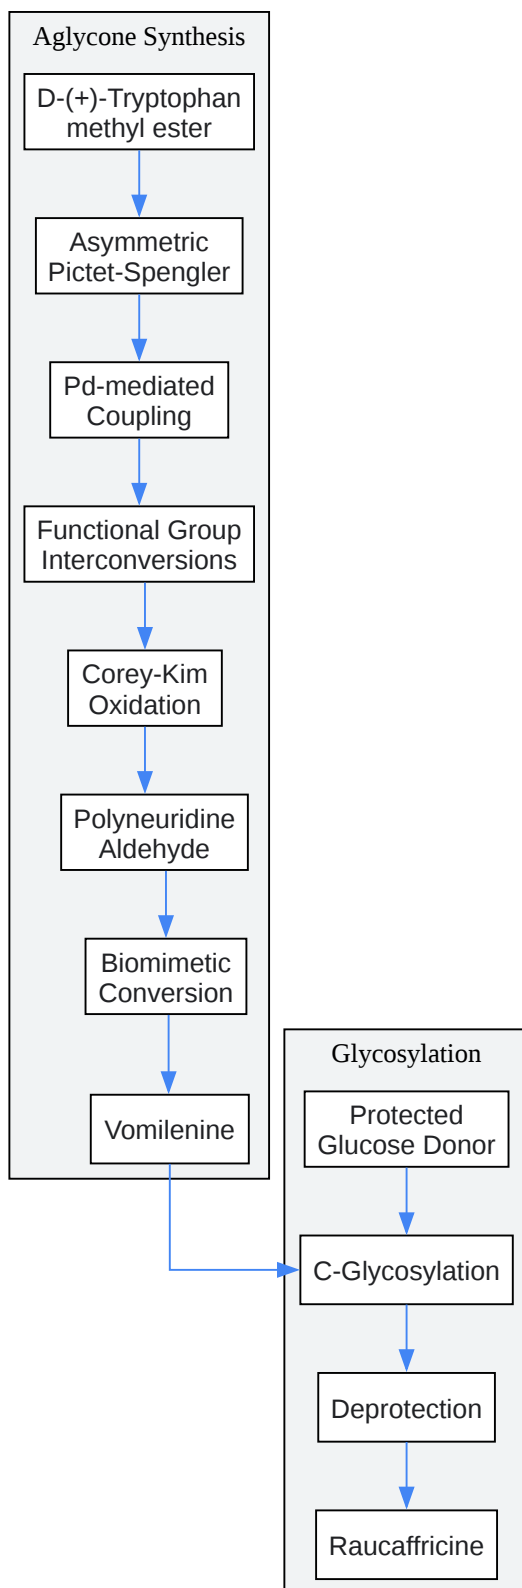 Aglycone Synthesis
D-(+)-Tryptophan
methyl ester
Asymmetric
Pictet-Spengler
Pd-mediated
Coupling
Functional Group
Interconversions
Corey-Kim
Oxidation
Polyneuridine
Aldehyde
Biomimetic
Conversion
Vomilenine
Glycosylation
Protected
Glucose Donor
C-Glycosylation
Deprotection
Raucaffricine